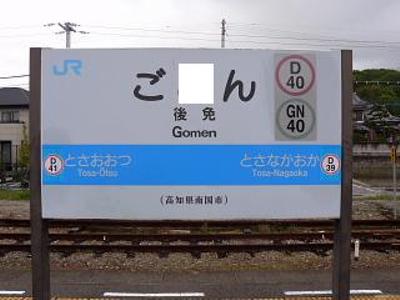 JR
ご ん
D
40
後免
GN
40
Gomen
D
41
とさおおつ
Tosa-Ōtsu
とさながおか
Tosa-Nagaoka
D
39
(高知県南国市)